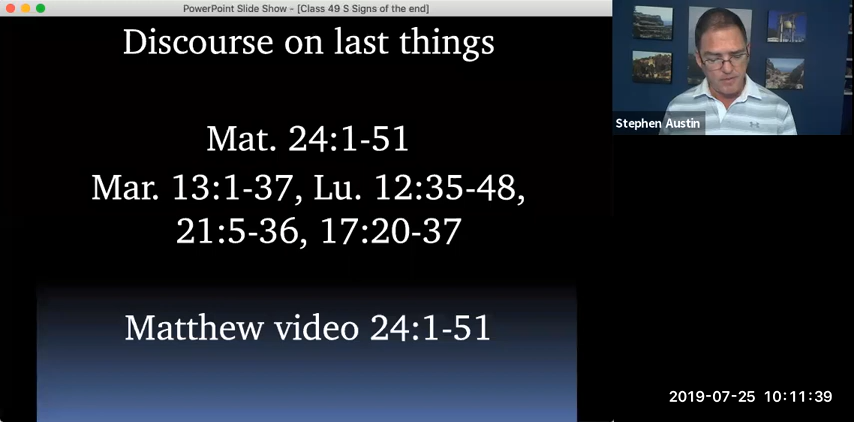 PowerPoint Slide Show - [Class 49 S Signs of the end]
Discourse on last things
Mat. 24:1-51
Mar. 13:1-37, Lu. 12:35-48,
21:5-36, 17:20-37
Matthew video 24:1-51
Stephen Austin
2019-07-25 10:11:39